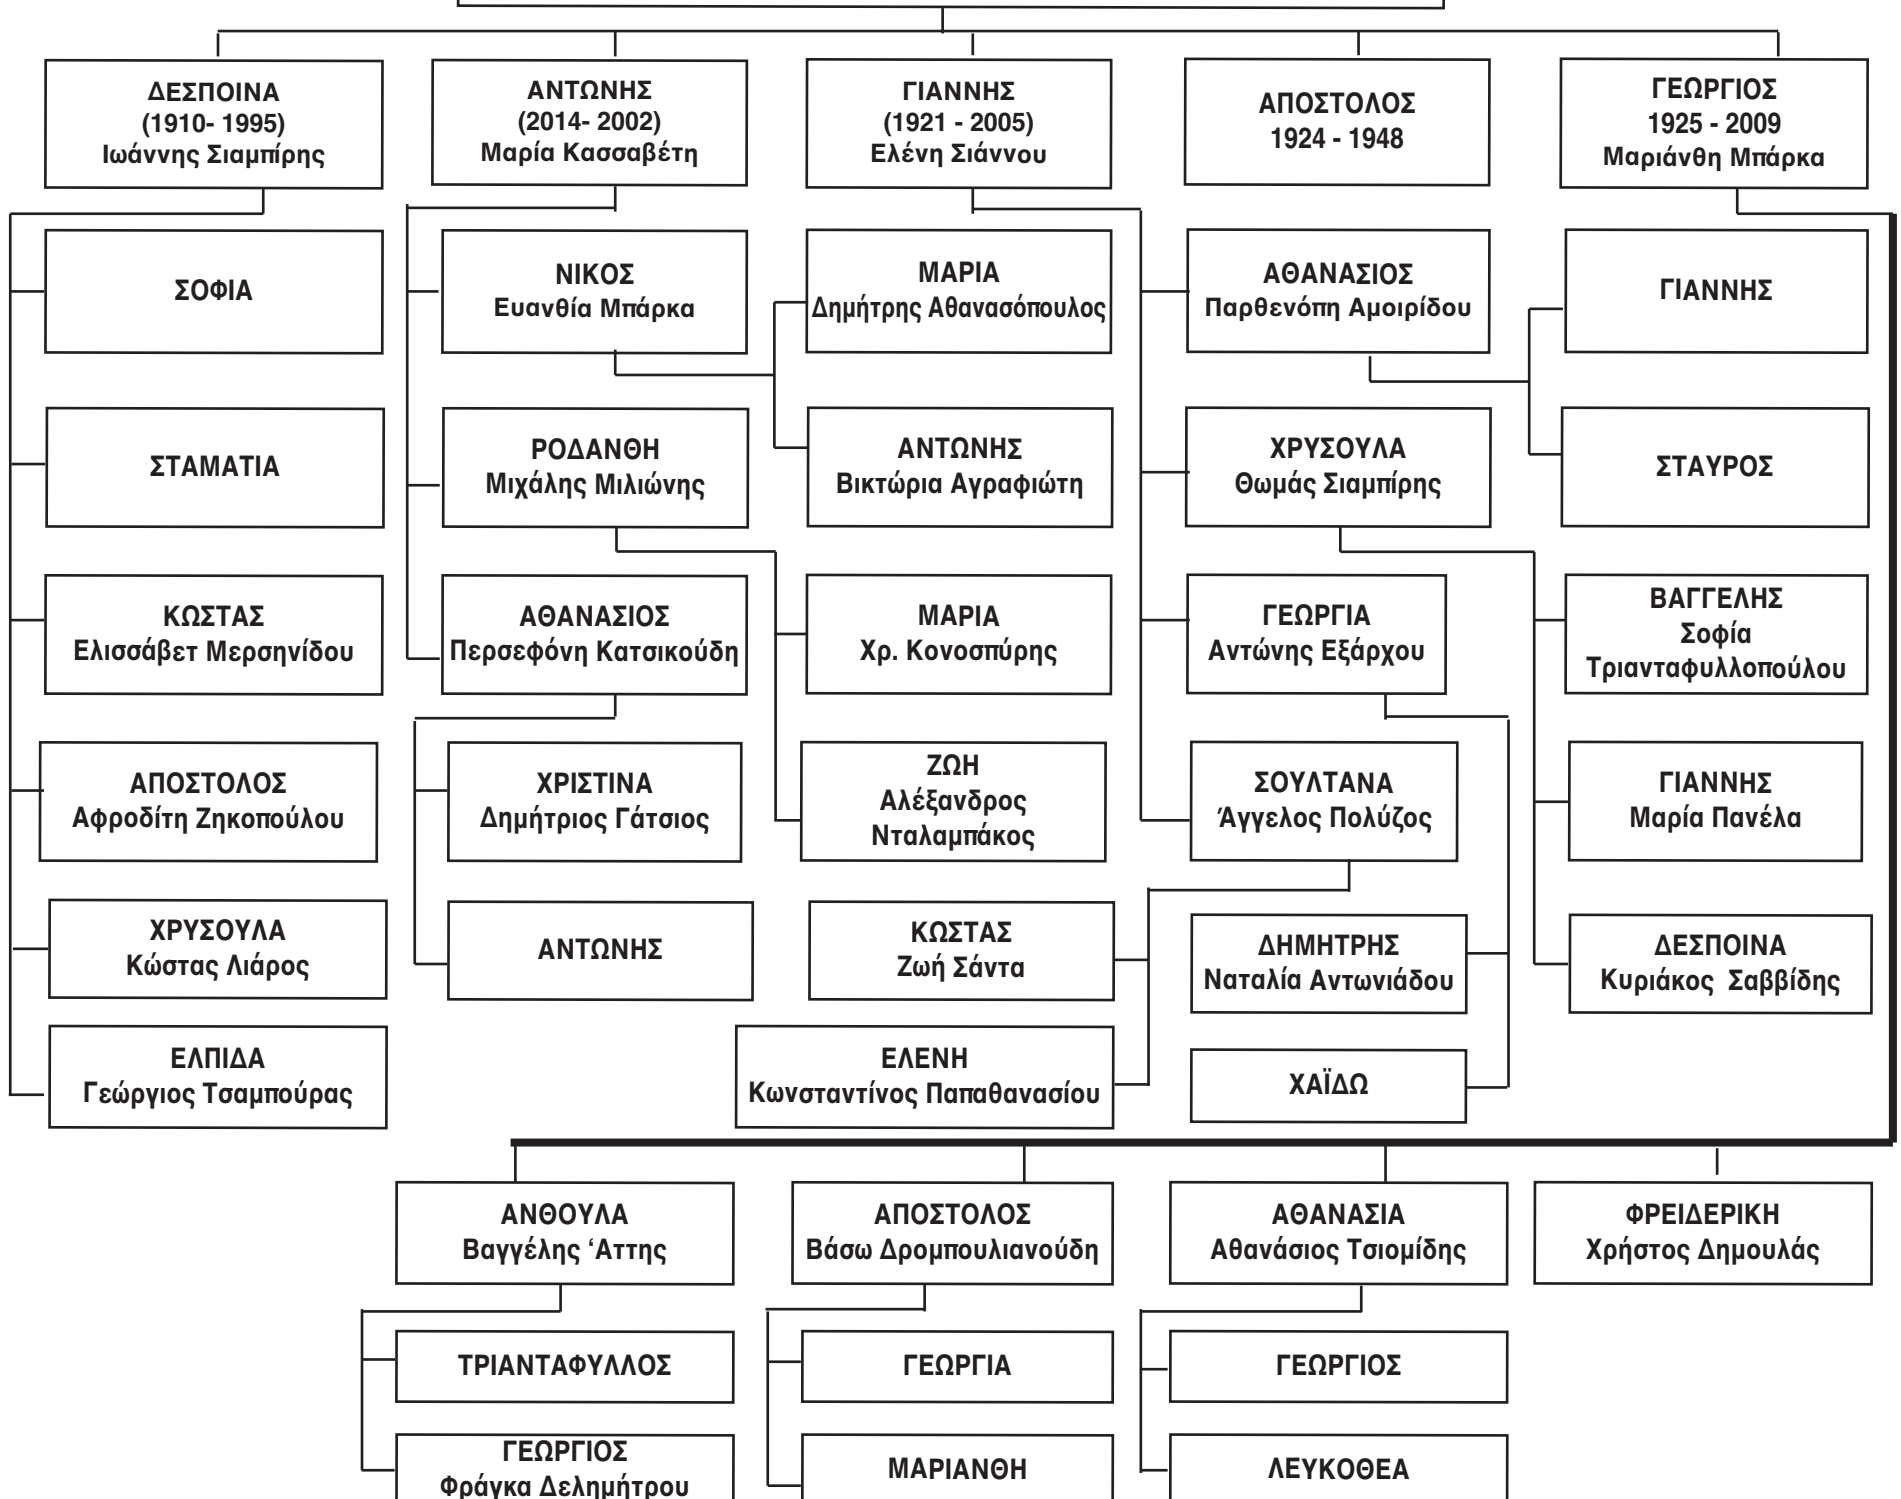 ΔΕΣΠΟΙΝΑ
(1910- 1995)
Ιωάννης Σιαμπίρης
ΑΝΤΩΝΗΣ
(2014- 2002)
Μαρία Κασσαβέτη
ΓΙΑΝΝΗΣ
(1921 - 2005)
Ελένη Σιάννου
ΑΠΟΣΤΟΛΟΣ
1924 - 1948
ΓΕΩΡΓΙΟΣ
1925 - 2009
Μαριάνθη Μπάρκα
ΣΟΦΙΑ
ΝΙΚΟΣ
Ευανθία Μπάρκα
ΜΑΡΙΑ
Δημήτρης Αθανασόπουλος
ΑΘΑΝΑΣΙΟΣ
Παρθενόπη Αμοιρίδου
ΓΙΑΝΝΗΣ
ΣΤΑΜΑΤΙΑ
ΡΟΔΑΝΘΗ
Μιχάλης Μιλιώνης
ΑΝΤΩΝΗΣ
Βικτώρια Αγραφιώτη
ΧΡΥΣΟΥΛΑ
Θωμάς Σιαμπίρης
ΣΤΑΥΡΟΣ
ΚΩΣΤΑΣ
Ελισσάβετ Μερσηνίδου
ΑΘΑΝΑΣΙΟΣ
Περσεφόνη Κατσικούδη
ΜΑΡΙΑ
Χρ. Κονοσπύρης
ΓΕΩΡΓΙΑ
Αντώνης Εξάρχου
ΒΑΓΓΕΛΗΣ
Σοφία
Τριανταφυλλοπούλου
ΑΠΟΣΤΟΛΟΣ
Αφροδίτη Ζηκοπούλου
ΧΡΙΣΤΙΝΑ
Δημήτριος Γάτσιος
ΖΩΗ
Αλέξανδρος
Νταλαμπάκος
ΣΟΥΛΤΑΝΑ
Άγγελος Πολύζος
ΓΙΑΝΝΗΣ
Μαρία Πανέλα
ΧΡΥΣΟΥΛΑ
Κώστας Λιάρος
ΑΝΤΩΝΗΣ
ΚΩΣΤΑΣ
Ζωή Σάντα
ΔΗΜΗΤΡΗΣ
Ναταλία Αντωνιάδου
ΔΕΣΠΟΙΝΑ
Κυριάκος  Σαββίδης
ΕΛΠΙΔΑ
Γεώργιος Τσαμπούρας
ΕΛΕΝΗ
Κωνσταντίνος Παπαθανασίου
ΧΑΪΔΩ
ΑΝΘΟΥΛΑ
Βαγγέλης ‘Αττης
ΑΠΟΣΤΟΛΟΣ
Βάσω Δρομπουλιανούδη
ΑΘΑΝΑΣΙΑ
Αθανάσιος Τσιομίδης
ΦΡΕΙΔΕΡΙΚΗ
Χρήστος Δημουλάς
ΤΡΙΑΝΤΑΦΥΛΛΟΣ
ΓΕΩΡΓΙΑ
ΓΕΩΡΓΙΟΣ
ΓΕΩΡΓΙΟΣ
Φράγκα Δελημήτρου
ΜΑΡΙΑΝΘΗ
ΛΕΥΚΟΘΕΑ